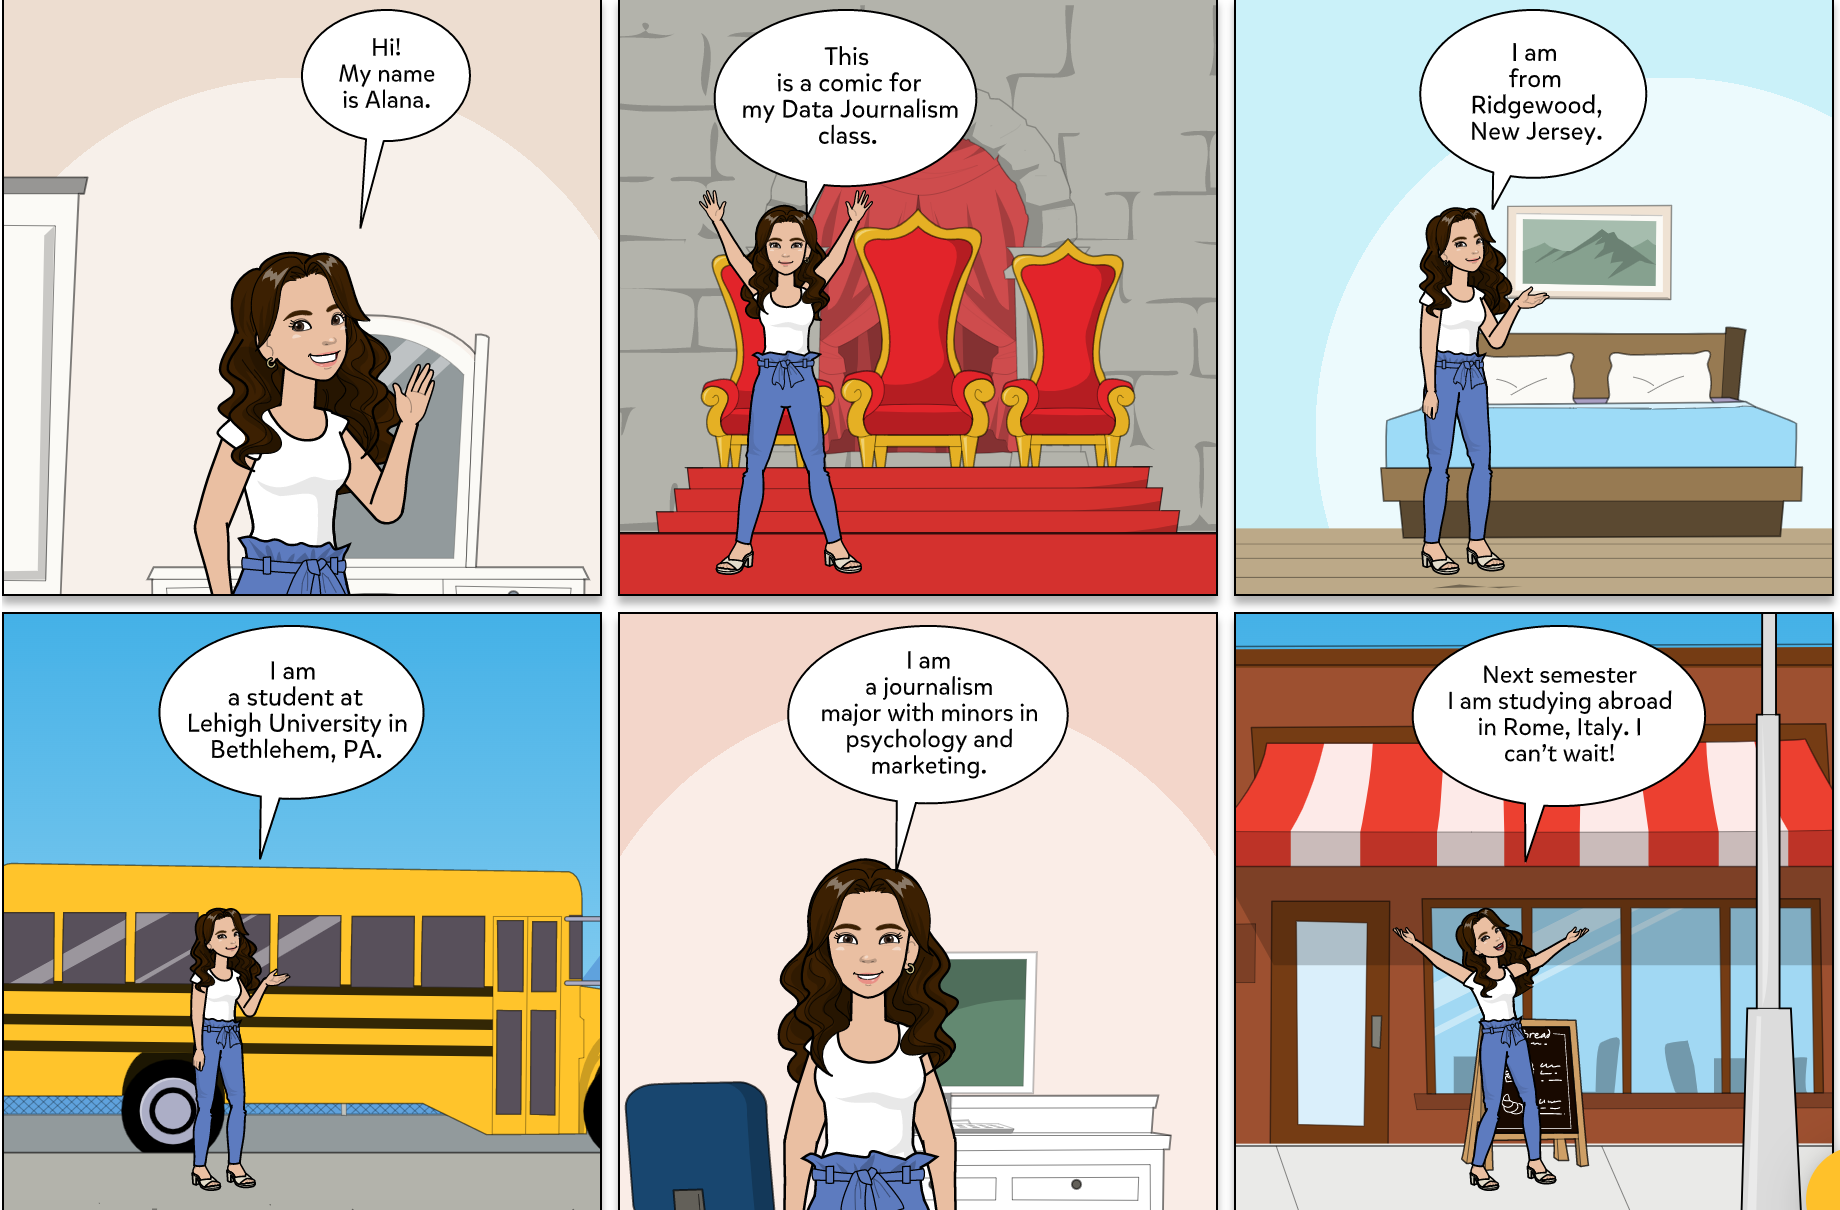 Hi!
My name
is Alana.
This
is a comic for
my Data Journalism
class.
I am
from
Ridgewood,
New Jersey.
I am
a student at
Lehigh University in
Bethlehem, PA.
I am
a journalism
major with minors in
psychology and
marketing.
Next semester
I am studying abroad
in Rome, Italy. I
can't wait!
bread